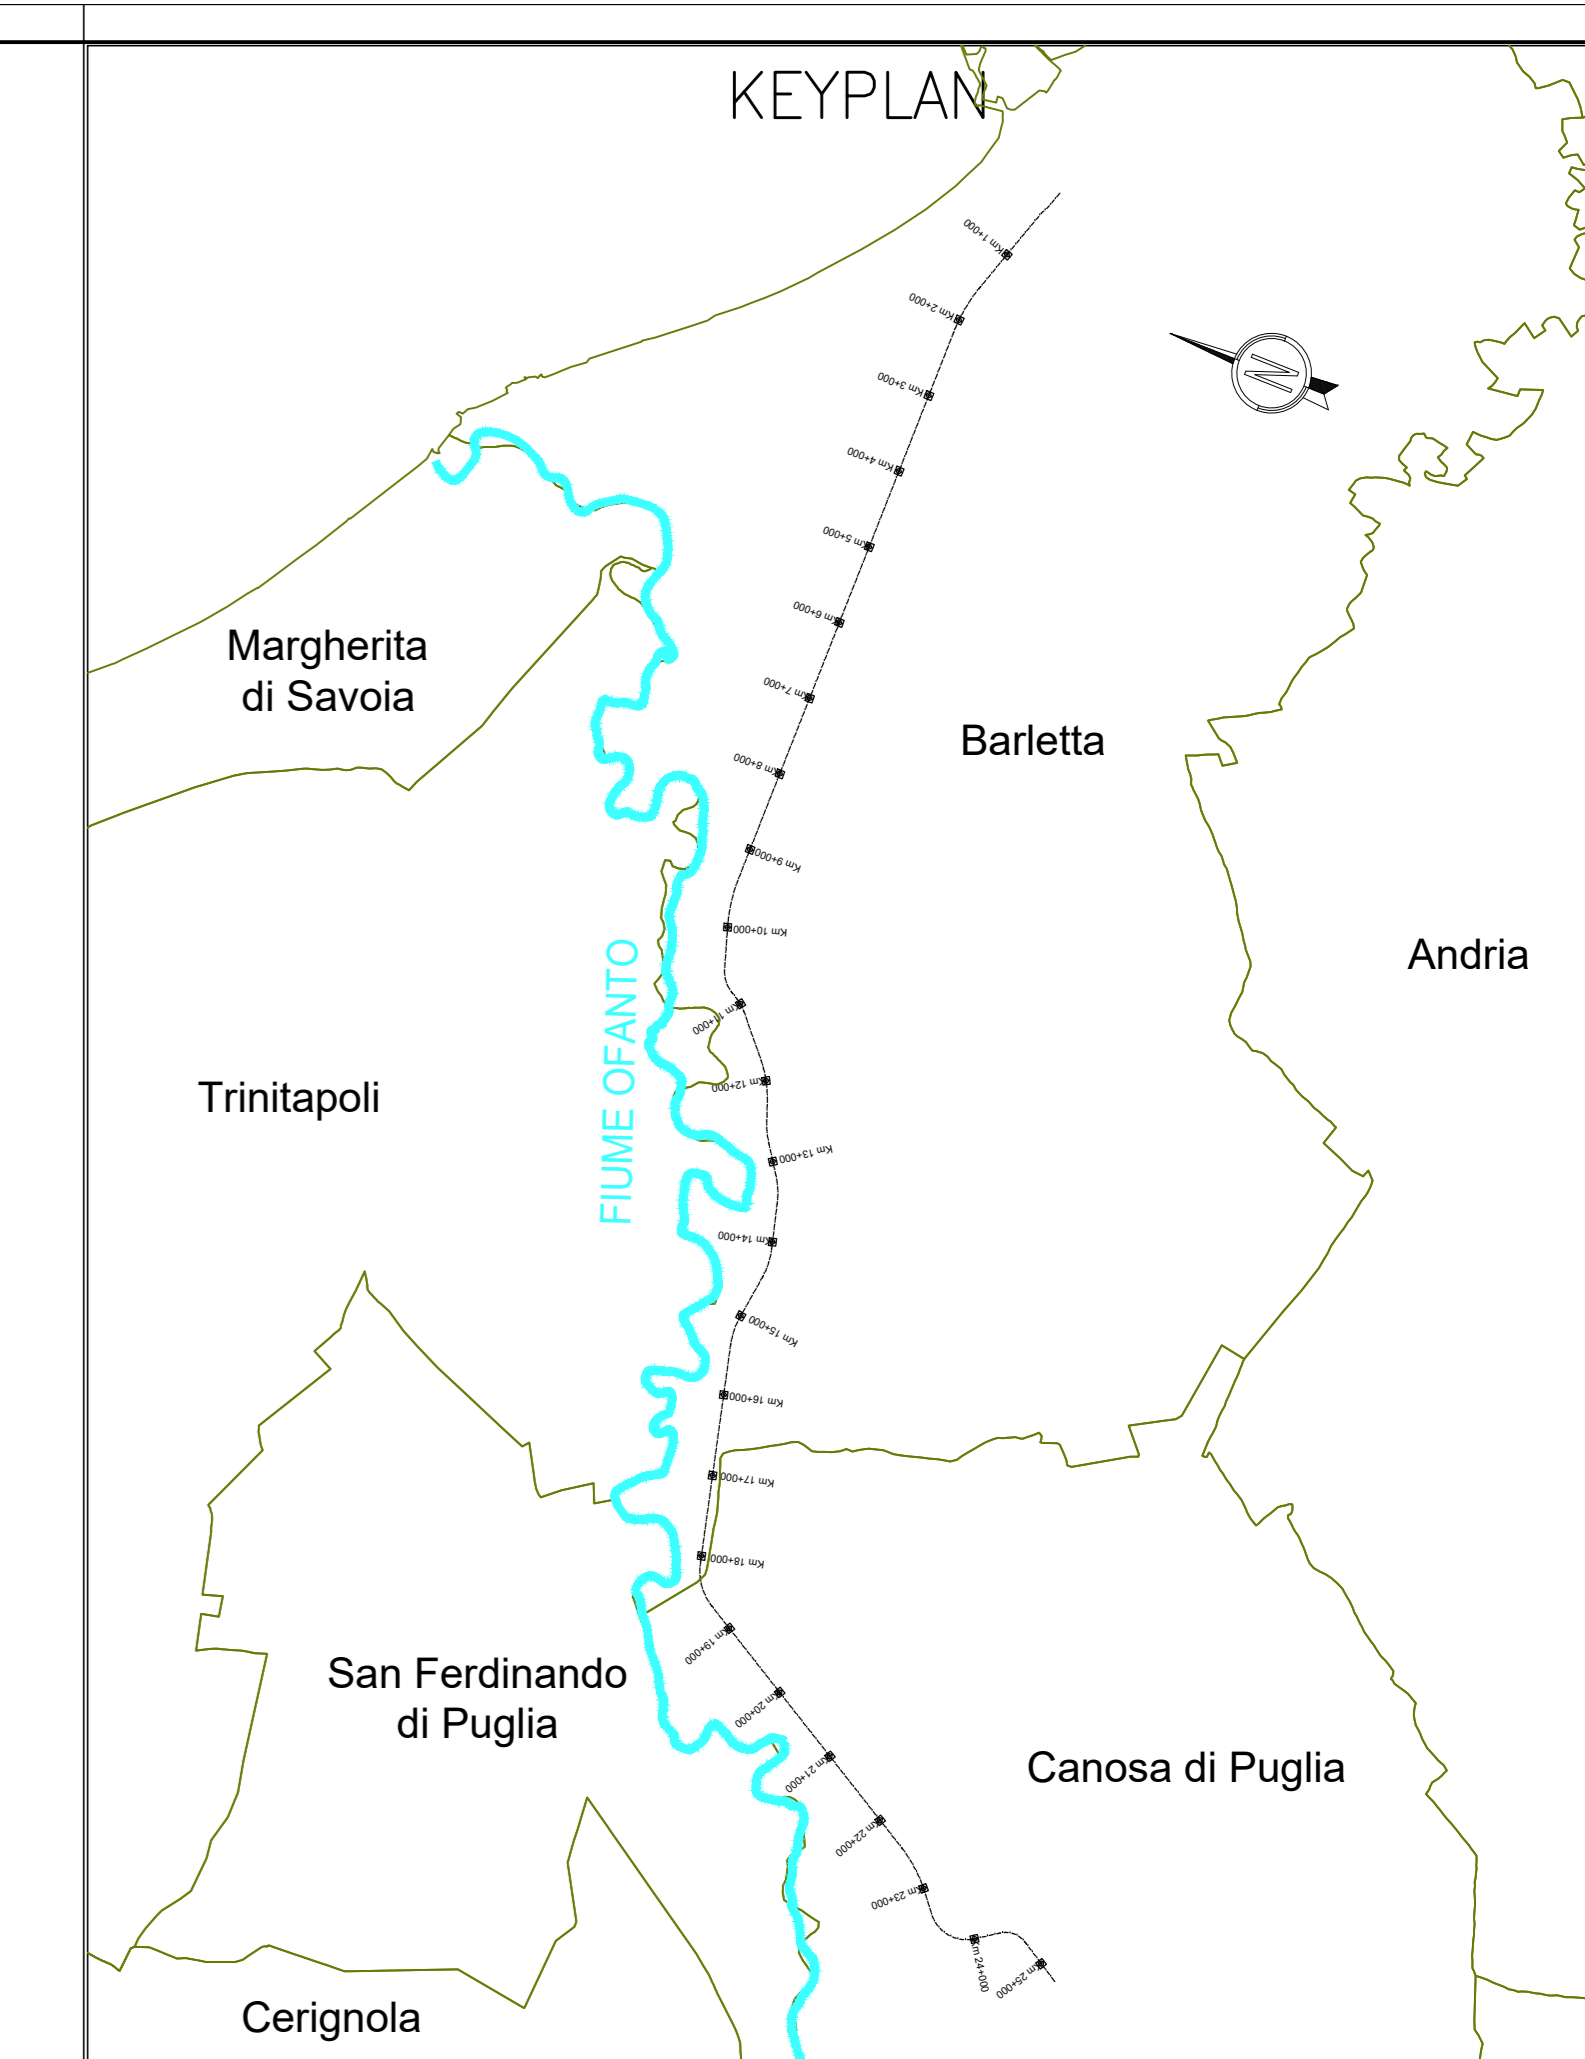 KEYPLAN
Km 1+000
Km 2+000
N
Km 3+000
Km 4+000
Km 5+000
Km 6+000
Margherita
di Savoia
Km 7+000
Barletta
Km 8+000
Km 9+000
Km 10+000
Andria
FIUME OFANTO
Km 11+000
Km 12+000
Trinitapoli
Km 13+000
Km 14+000
Km 15+000
Km 16+000
Km 17+000
Km 18+000
Km 19+000
San Ferdinando
di Puglia
Km 20+000
Km 21+000
Canosa di Puglia
Km 22+000
Km 23+000
Km 24+000
Km 25+000
Cerignola